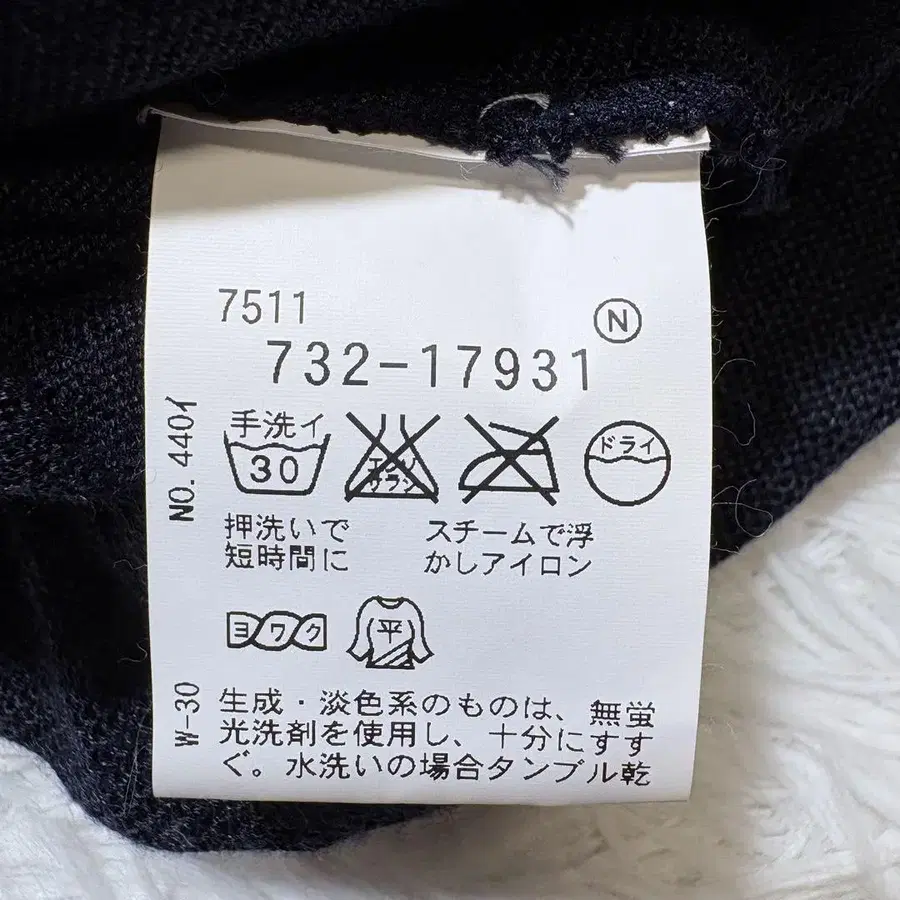 7511
N
732-17931
手洗イ
30
エンソ
サラシ
ドライ
押洗いで
短時間に
スチームで浮
かしアイロン
ヨワク
平
生成・淡色系のものは、無蛍
光洗剤を使用し、十分にすす
ぐ。水洗いの場合タンブル乾
NO. 440イ
W-30